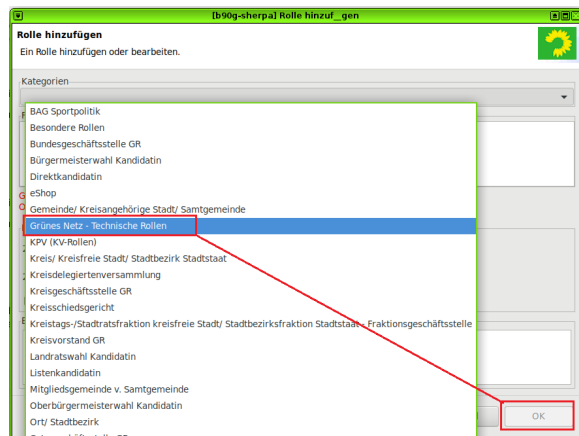 [b90g-sherpa] Rolle hinzuf__gen
Rolle hinzufügen
Ein Rolle hinzufügen oder bearbeiten.
Kategorien
BAG Sportpolitik
Besondere Rollen
Bundesgeschäftsstelle GR
Bürgermeisterwahl Kandidatin
Direktkandidatin
eShop
Gemeinde/ Kreisangehörige Stadt/ Samtgemeinde
Grünes Netz - Technische Rollen
KPV (KV-Rollen)
Kreis/ Kreisfreie Stadt/ Stadtbezirk Stadtstaat
Kreisdelegiertenversammlung
Kreisgeschäftsstelle GR
Kreisschiedsgericht
Kreistags-/Stadtratsfraktion kreisfreie Stadt/ Stadtbezirksfraktion Stadtstaat - Fraktionsgeschäftsstelle
Kreisvorstand GR
Landratswahl Kandidatin
Listenkandidatin
Mitgliedsgemeinde v. Samtgemeinde
Oberbürgermeisterwahl Kandidatin
Ort/ Stadtbezirk
OK